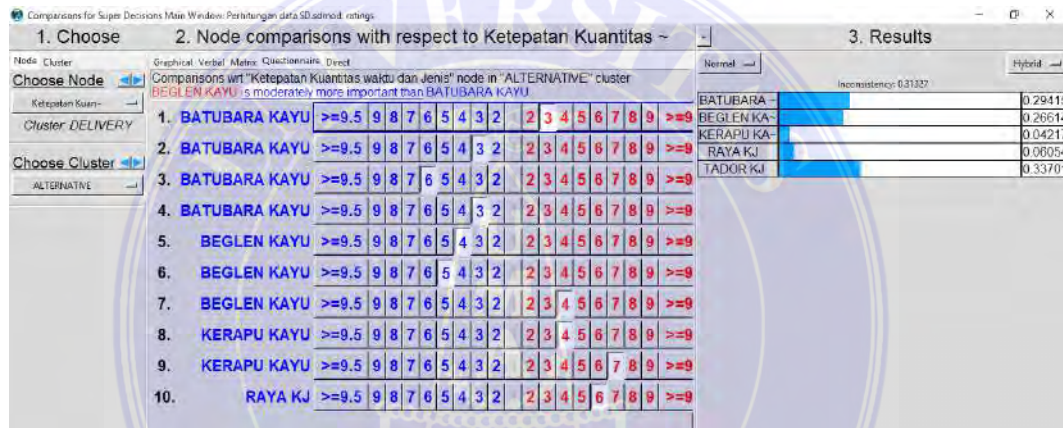 Comparisons for Super Decisions Main Window: Perhitungan data SD.sdmod: ratings
1. Choose
2. Node comparisons with respect to Ketepatan Kuantitas ~
3. Results
Node Cluster
Graphical Verbal Matrix Questionnaire Direct
Normal
Hybrid
Choose Node
Comparisons wrt "Ketepatan Kuantitas waktu dan Jenis" node in "ALTERNATIVE" cluster
BEGLEN KAYU is moderately more important than BATUBARA KAYU
Inconsistency: 0.31327
Ketepatan Kuan~
Cluster: DELIVERY
Choose Cluster
ALTERNATIVE
1. BATUBARA KAYU >=9.5 9 8 7 6 5 4 3 2 2 3 4 5 6 7 8 9 >=9
2. BATUBARA KAYU >=9.5 9 8 7 6 5 4 3 2 2 3 4 5 6 7 8 9 >=9
3. BATUBARA KAYU >=9.5 9 8 7 6 5 4 3 2 2 3 4 5 6 7 8 9 >=9
4. BATUBARA KAYU >=9.5 9 8 7 6 5 4 3 2 2 3 4 5 6 7 8 9 >=9
5. BEGLEN KAYU >=9.5 9 8 7 6 5 4 3 2 2 3 4 5 6 7 8 9 >=9
6. BEGLEN KAYU >=9.5 9 8 7 6 5 4 3 2 2 3 4 5 6 7 8 9 >=9
7. BEGLEN KAYU >=9.5 9 8 7 6 5 4 3 2 2 3 4 5 6 7 8 9 >=9
8. KERAPU KAYU >=9.5 9 8 7 6 5 4 3 2 2 3 4 5 6 7 8 9 >=9
9. KERAPU KAYU >=9.5 9 8 7 6 5 4 3 2 2 3 4 5 6 7 8 9 >=9
10. RAYA KJ >=9.5 9 8 7 6 5 4 3 2 2 3 4 5 6 7 8 9 >=9
BATUBARA ~ 0.29415
BEGLEN KA~ 0.26614
KERAPU KA~ 0.04217
RAYA KJ 0.06054
TADOR KJ 0.33701